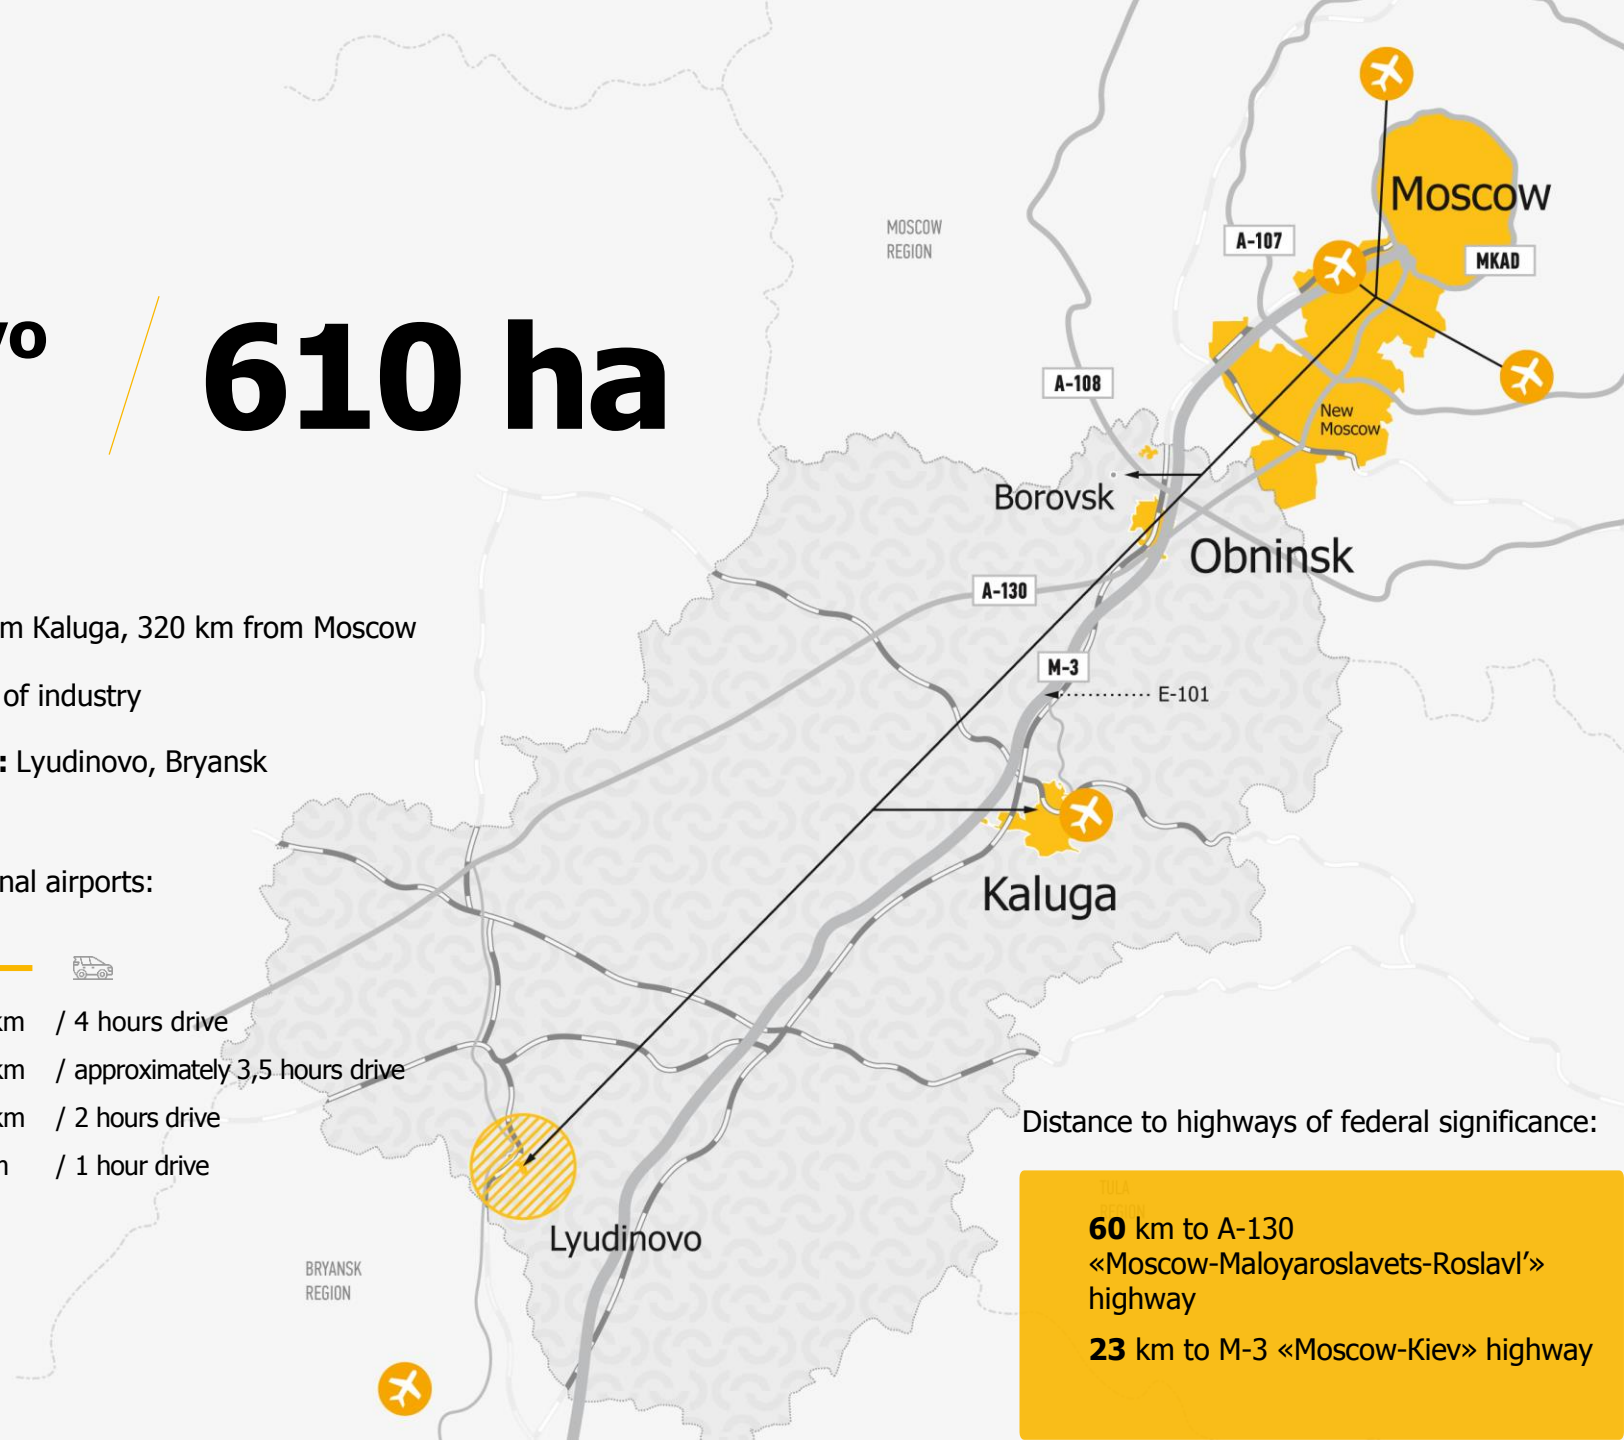 vo
610 ha
m Kaluga, 320 km from Moscow
of industry
: Lyudinovo, Bryansk
nal airports:
km / 4 hours drive
km / approximately 3,5 hours drive
km / 2 hours drive
m / 1 hour drive
MOSCOW
REGION
Moscow
A-107
MKAD
A-108
New
Moscow
Borovsk
Obninsk
A-130
M-3
E-101
Kaluga
Lyudinovo
BRYANSK
REGION
Distance to highways of federal significance:
TULA
REGION
60 km to A-130
«Moscow-Maloyaroslavets-Roslavl’»
highway
23 km to M-3 «Moscow-Kiev» highway